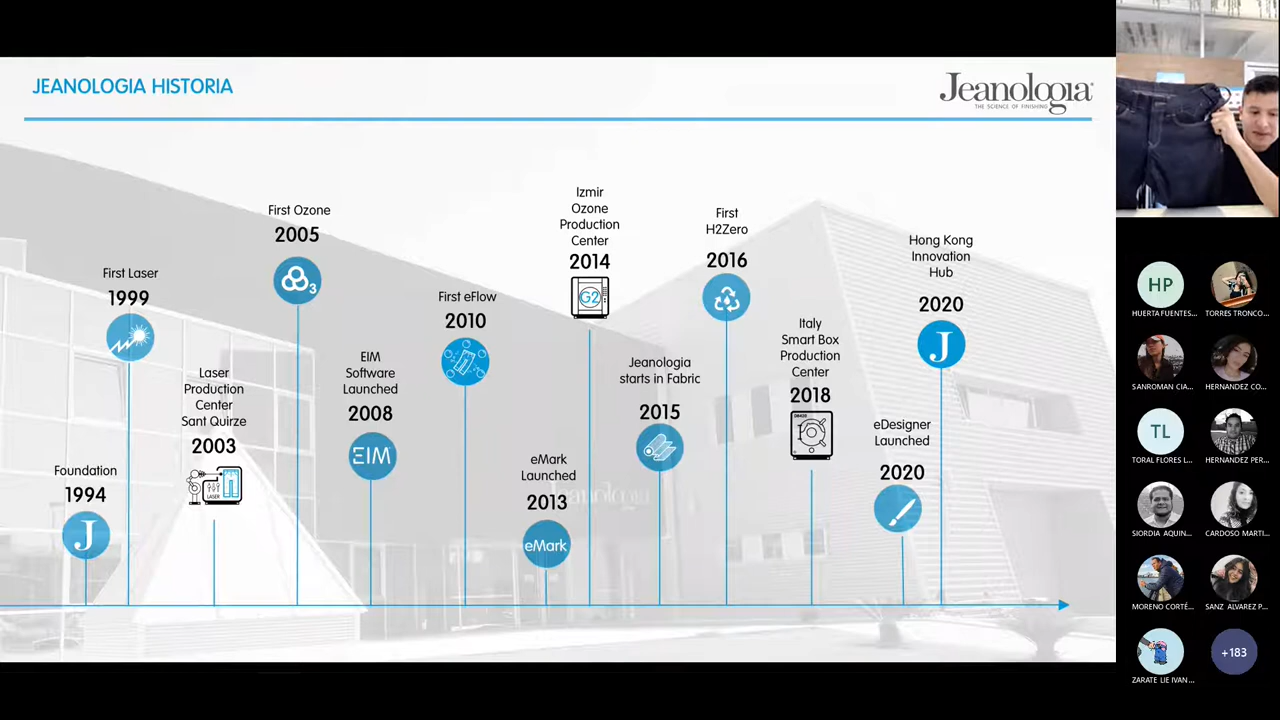 JEANOLOGIA HISTORIA
Jeanologia
THE SCIENCE OF FINISHING
Foundation
1994
First Laser
1999
Laser
Production
Center
Sant Quirze
2003
LASER
First Ozone
2005
3
EIM
Software
Launched
2008
EIM
First eFlow
2010
eMark
Launched
2013
eMark
Izmir
Ozone
Production
Center
2014
G2
Jeanologia
starts in Fabric
2015
First
H2Zero
2016
Italy
Smart Box
Production
Center
2018
eDesigner
Launched
2020
Hong Kong
Innovation
Hub
2020
J
J
Jeanologia
HP
HUERTA FUENTES...
TORRES TRONCO...
SANROMAN CIA...
HERNANDEZ CO...
TL
TORAL FLORES L...
HERNANDEZ PER...
SIORDIA AQUIN...
CARDOSO MARTI...
MORENO CORTÉ...
SANZ ALVAREZ P...
ZARATE LIE IVAN ...
+183